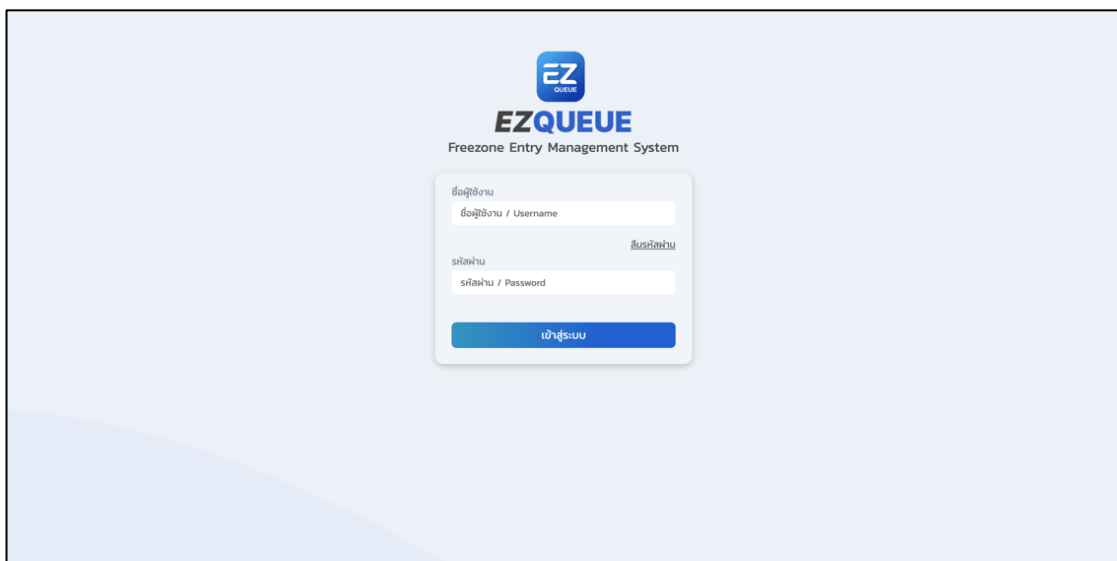 EZ
QUEUE
EZQUEUE
Freezone Entry Management System
ชื่อผู้ใช้งาน
ชื่อผู้ใช้งาน / Username
ลืมรหัสผ่าน
รหัสผ่าน
รหัสผ่าน / Password
เข้าสู่ระบบ